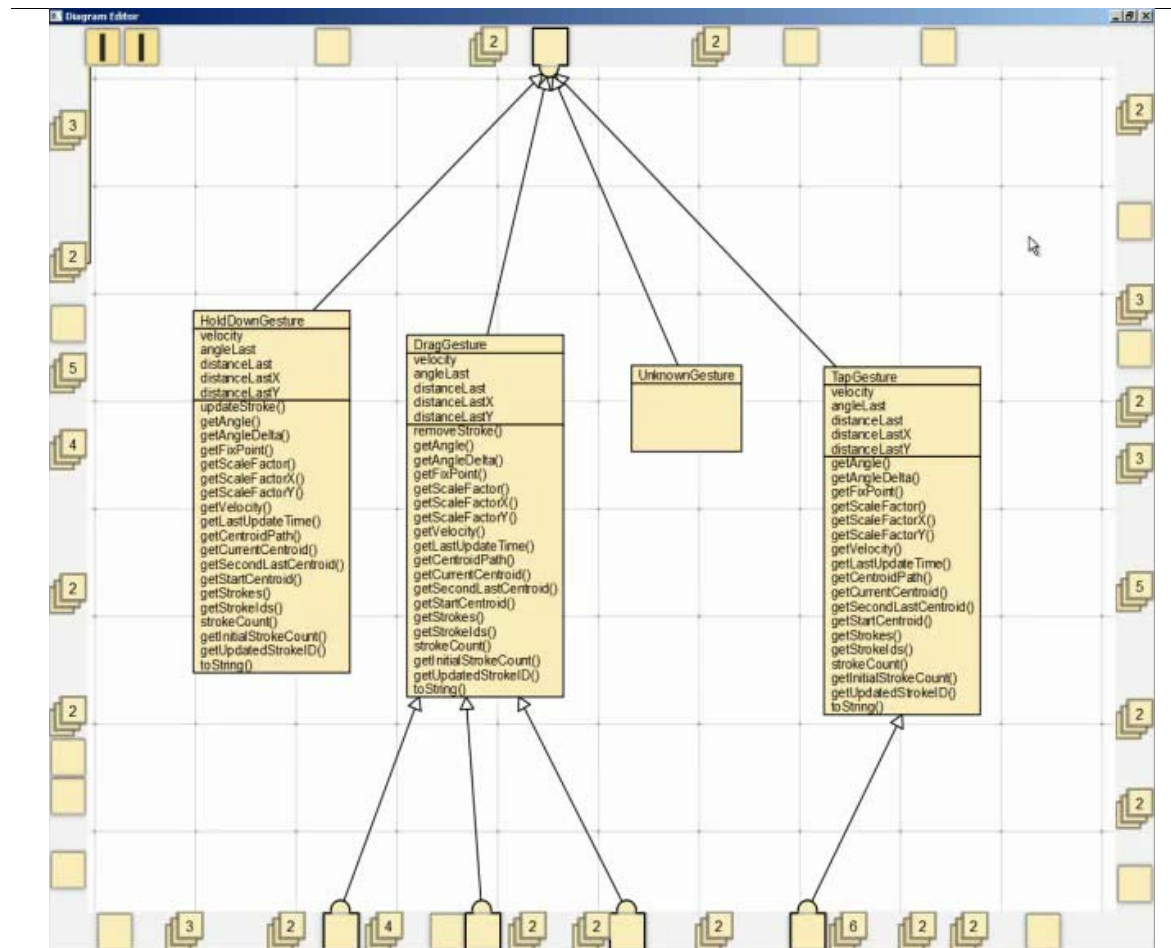 Diagram Editor
2
2
3
2
2
3
2
5
2
4
3
2
5
2
2
2
HoldDownGesture
velocity
angleLast
distanceLast
distanceLastX
distanceLastY
updateStroke()
getAngle()
getAngleDelta()
getFixPoint()
getScaleFactor()
getScaleFactorX()
getScaleFactorY()
getVelocity()
getLastUpdateTime()
getCentroidPath()
getCurrentCentroid()
getSecondLastCentroid()
getStartCentroid()
getStrokes()
getStrokeIds()
strokeCount()
getInitialStrokeCount()
getUpdatedStrokeID()
toString()
DragGesture
velocity
angleLast
distanceLast
distanceLastX
distanceLastY
removeStroke()
getAngle()
getAngleDelta()
getFixPoint()
getScaleFactor()
getScaleFactorX()
getScaleFactorY()
getVelocity()
getLastUpdateTime()
getCentroidPath()
getCurrentCentroid()
getSecondLastCentroid()
getStartCentroid()
getStrokes()
getStrokeIds()
strokeCount()
getInitialStrokeCount()
getUpdatedStrokeID()
toString()
UnknownGesture
TapGesture
velocity
angleLast
distanceLast
distanceLastX
distanceLastY
getAngle()
getAngleDelta()
getFixPoint()
getScaleFactor()
getScaleFactorX()
getScaleFactorY()
getVelocity()
getLastUpdateTime()
getCentroidPath()
getCurrentCentroid()
getSecondLastCentroid()
getStartCentroid()
getStrokes()
getStrokeIds()
strokeCount()
getInitialStrokeCount()
getUpdatedStrokeID()
toString()
3
2
4
2
2
2
6
2
2